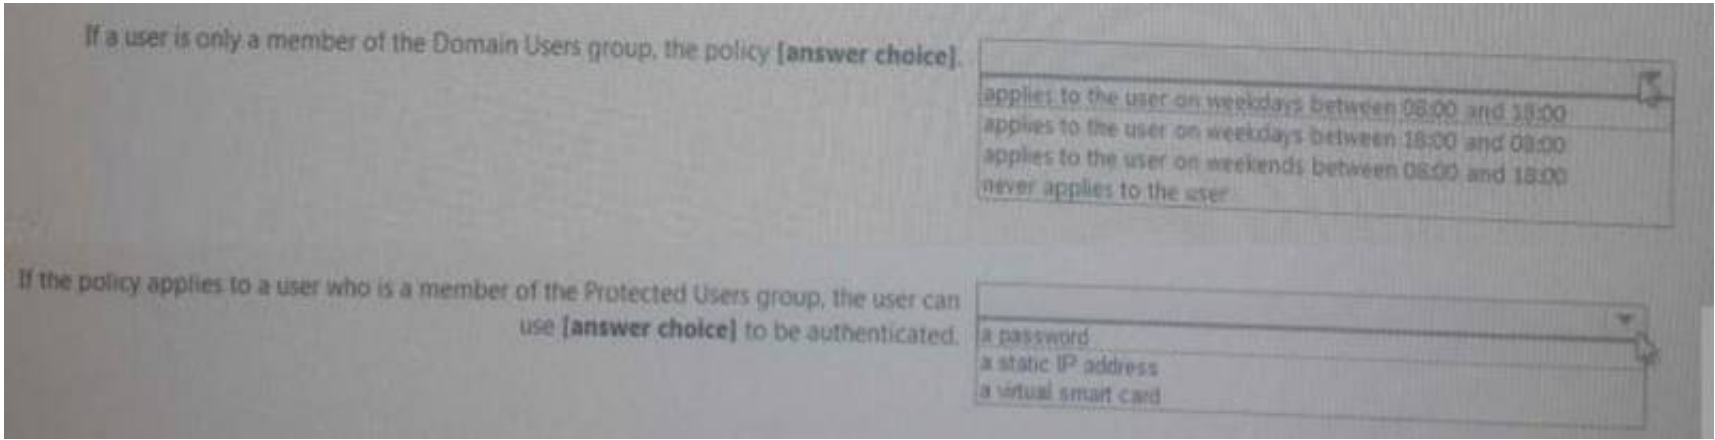 If a user is only a member of the Domain Users group, the policy [answer choice].
applies to the user on weekdays between 08:00 and 18:00
applies to the user on weekdays between 18:00 and 08:00
applies to the user on weekends between 08:00 and 18:00
never applies to the user
If the policy applies to a user who is a member of the Protected Users group, the user can
use [answer choice] to be authenticated.
a password
a static IP address
a virtual smart card